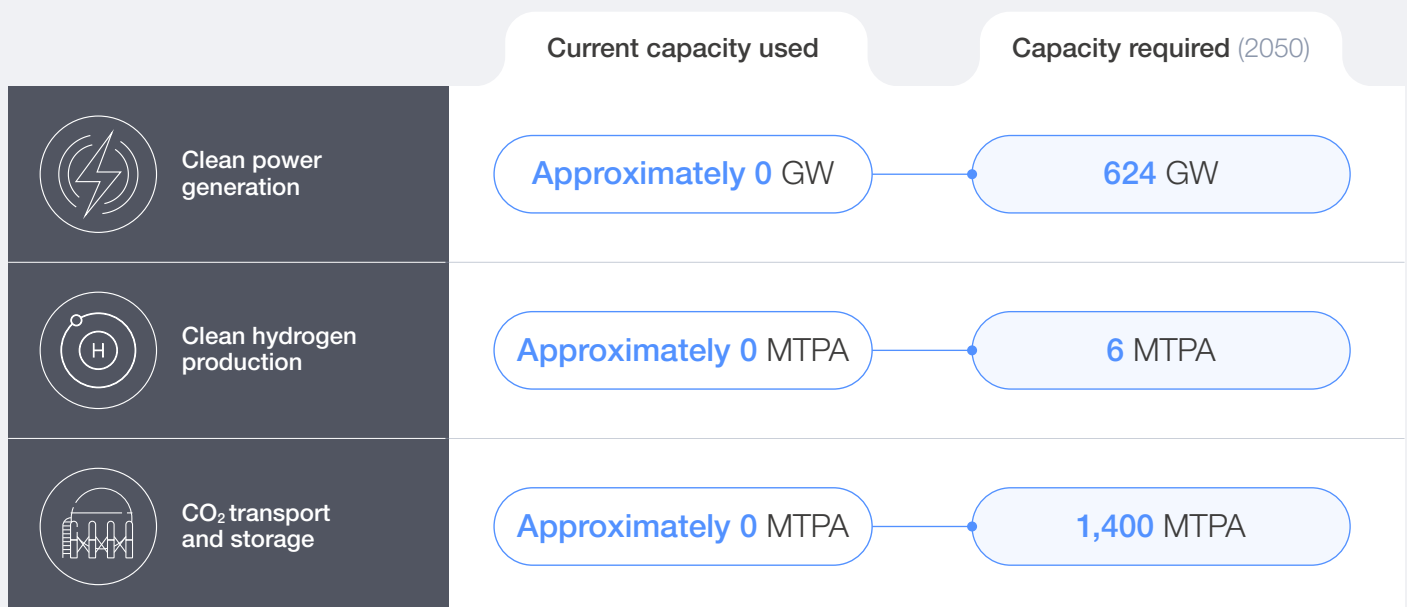 Current capacity used
Capacity required (2050)
Clean power
generation
Approximately 0 GW
624 GW
H
Clean hydrogen
production
Approximately 0 MTPA
6 MTPA
CO₂ transport
and storage
Approximately 0 MTPA
1,400 MTPA